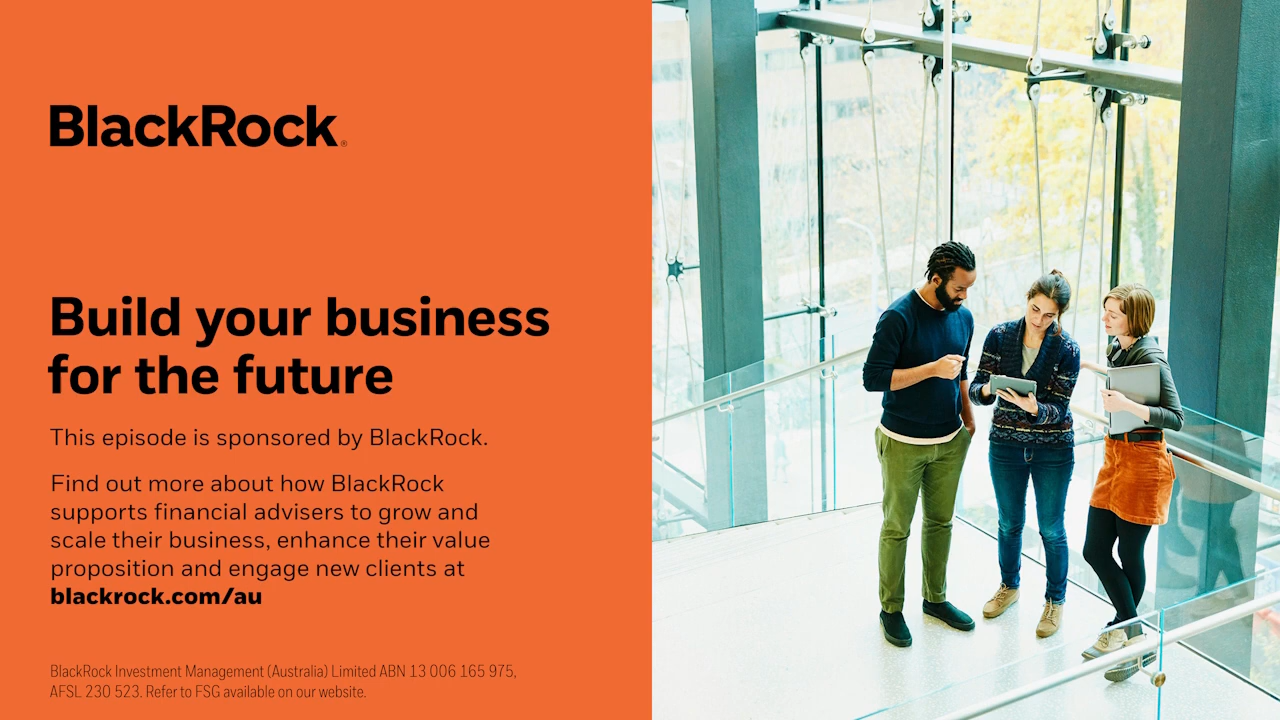 BlackRock®
Build your business
for the future
This episode is sponsored by BlackRock.
Find out more about how BlackRock
supports financial advisers to grow and
scale their business, enhance their value
proposition and engage new clients at
blackrock.com/au
BlackRock Investment Management (Australia) Limited ABN 13 006 165 975,
AFSL 230 523. Refer to FSG available on our website.